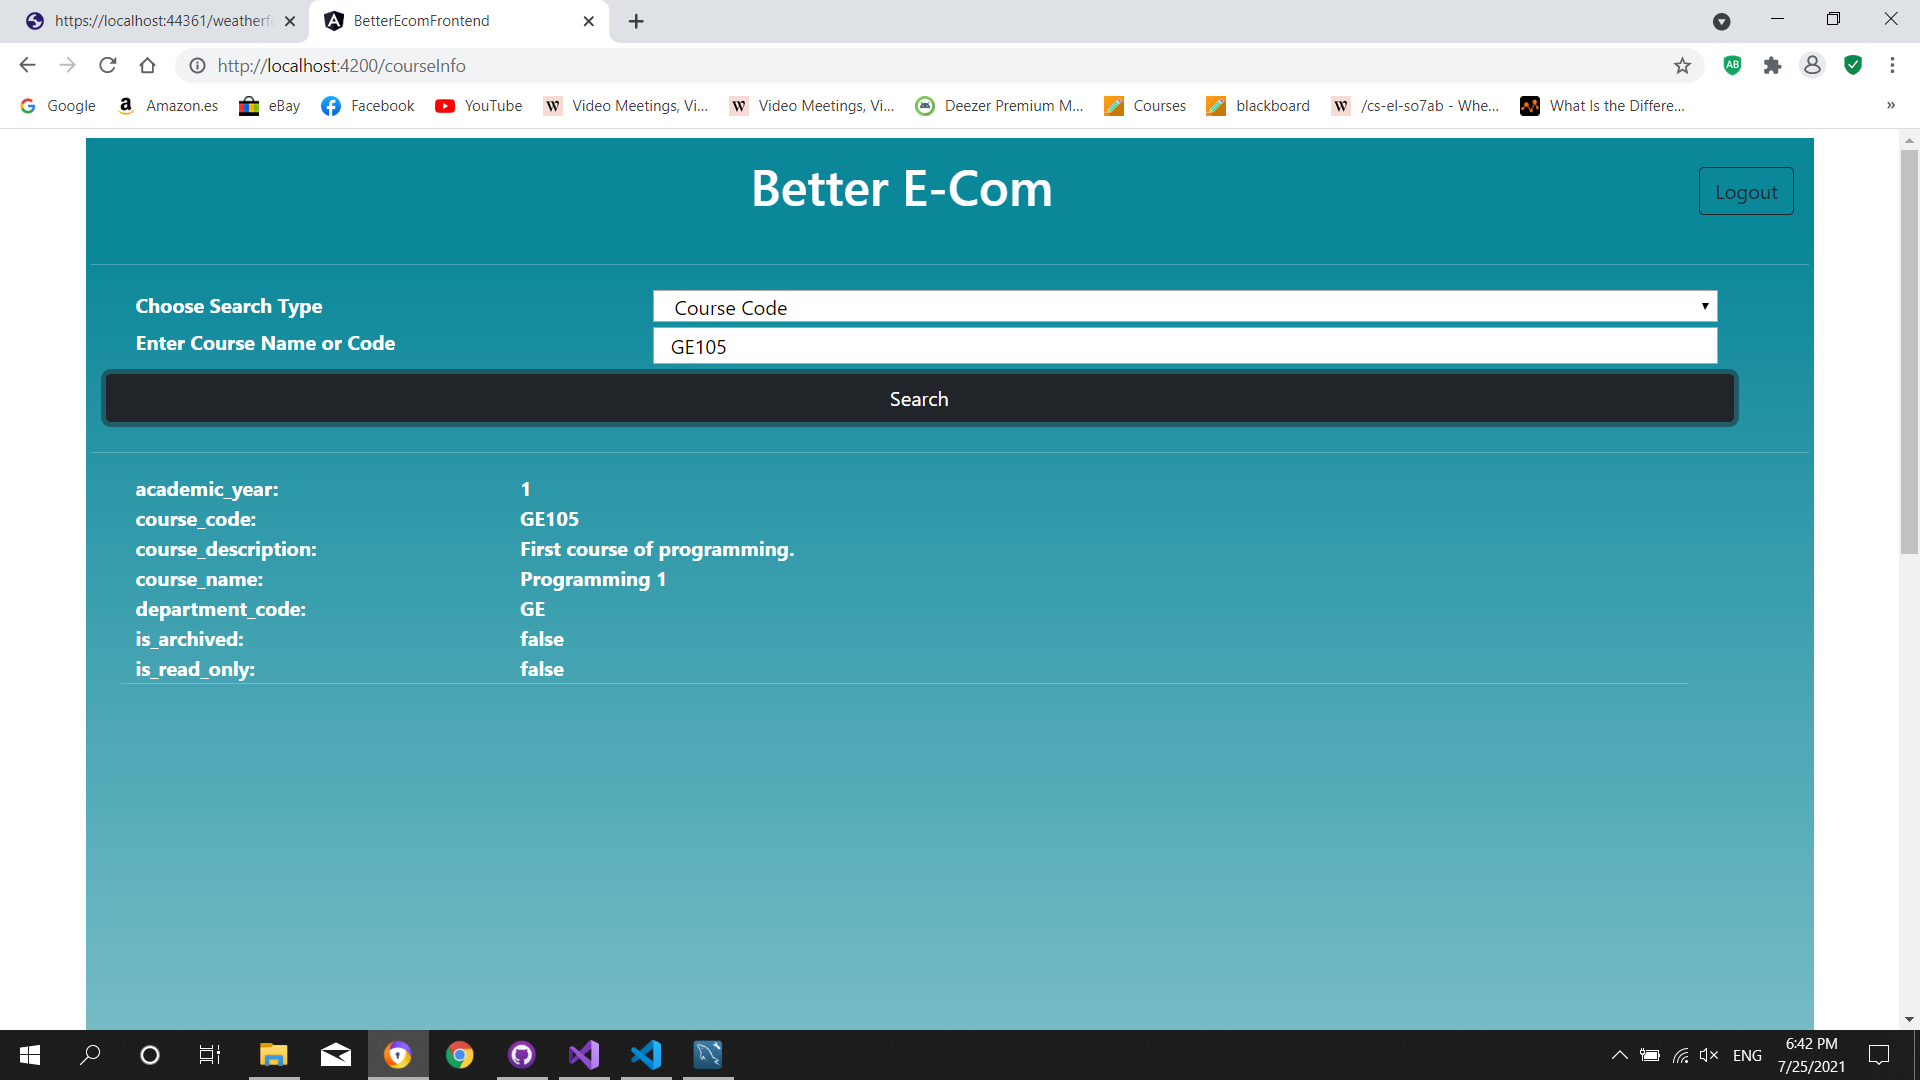 https://localhost:44361/weatherfo
BetterEcomFrontend
http://localhost:4200/courseInfo
AB
Google
Amazon.es
eBay
Facebook
YouTube
Video Meetings, Vi...
Video Meetings, Vi...
Deezer Premium M...
Courses
blackboard
/cs-el-so7ab - Whe...
What Is the Differe...
»
Better E-Com
Logout
Choose Search Type
Course Code
Enter Course Name or Code
GE105
Search
academic_year: 1
course_code: GE105
course_description: First course of programming.
course_name: Programming 1
department_code: GE
is_archived: false
is_read_only: false
ENG
6:42 PM
7/25/2021